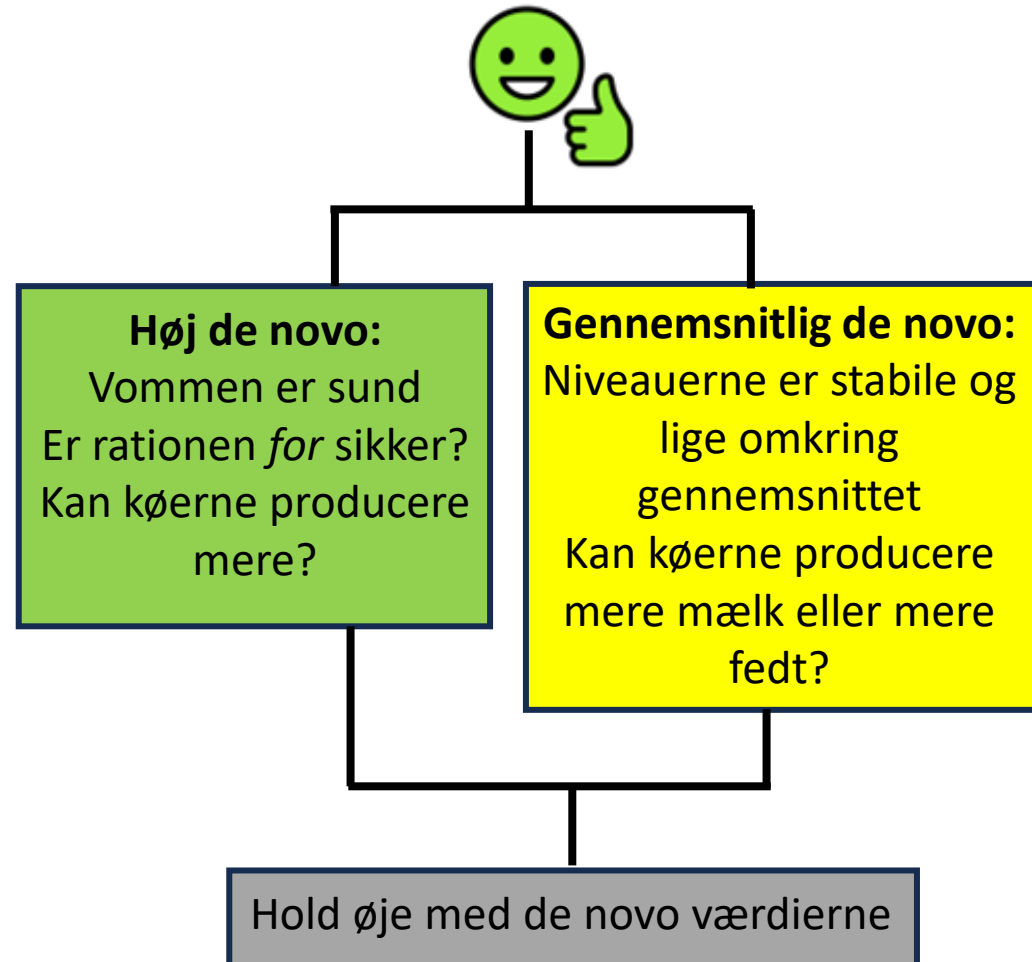 Høj de novo:
Vommen er sund
Er rationen for sikker?
Kan køerne producere
mere?
Gennemsnitlig de novo:
Niveauerne er stabile og
lige omkring
gennemsnittet
Kan køerne producere
mere mælk eller mere
fedt?
Hold øje med de novo værdierne